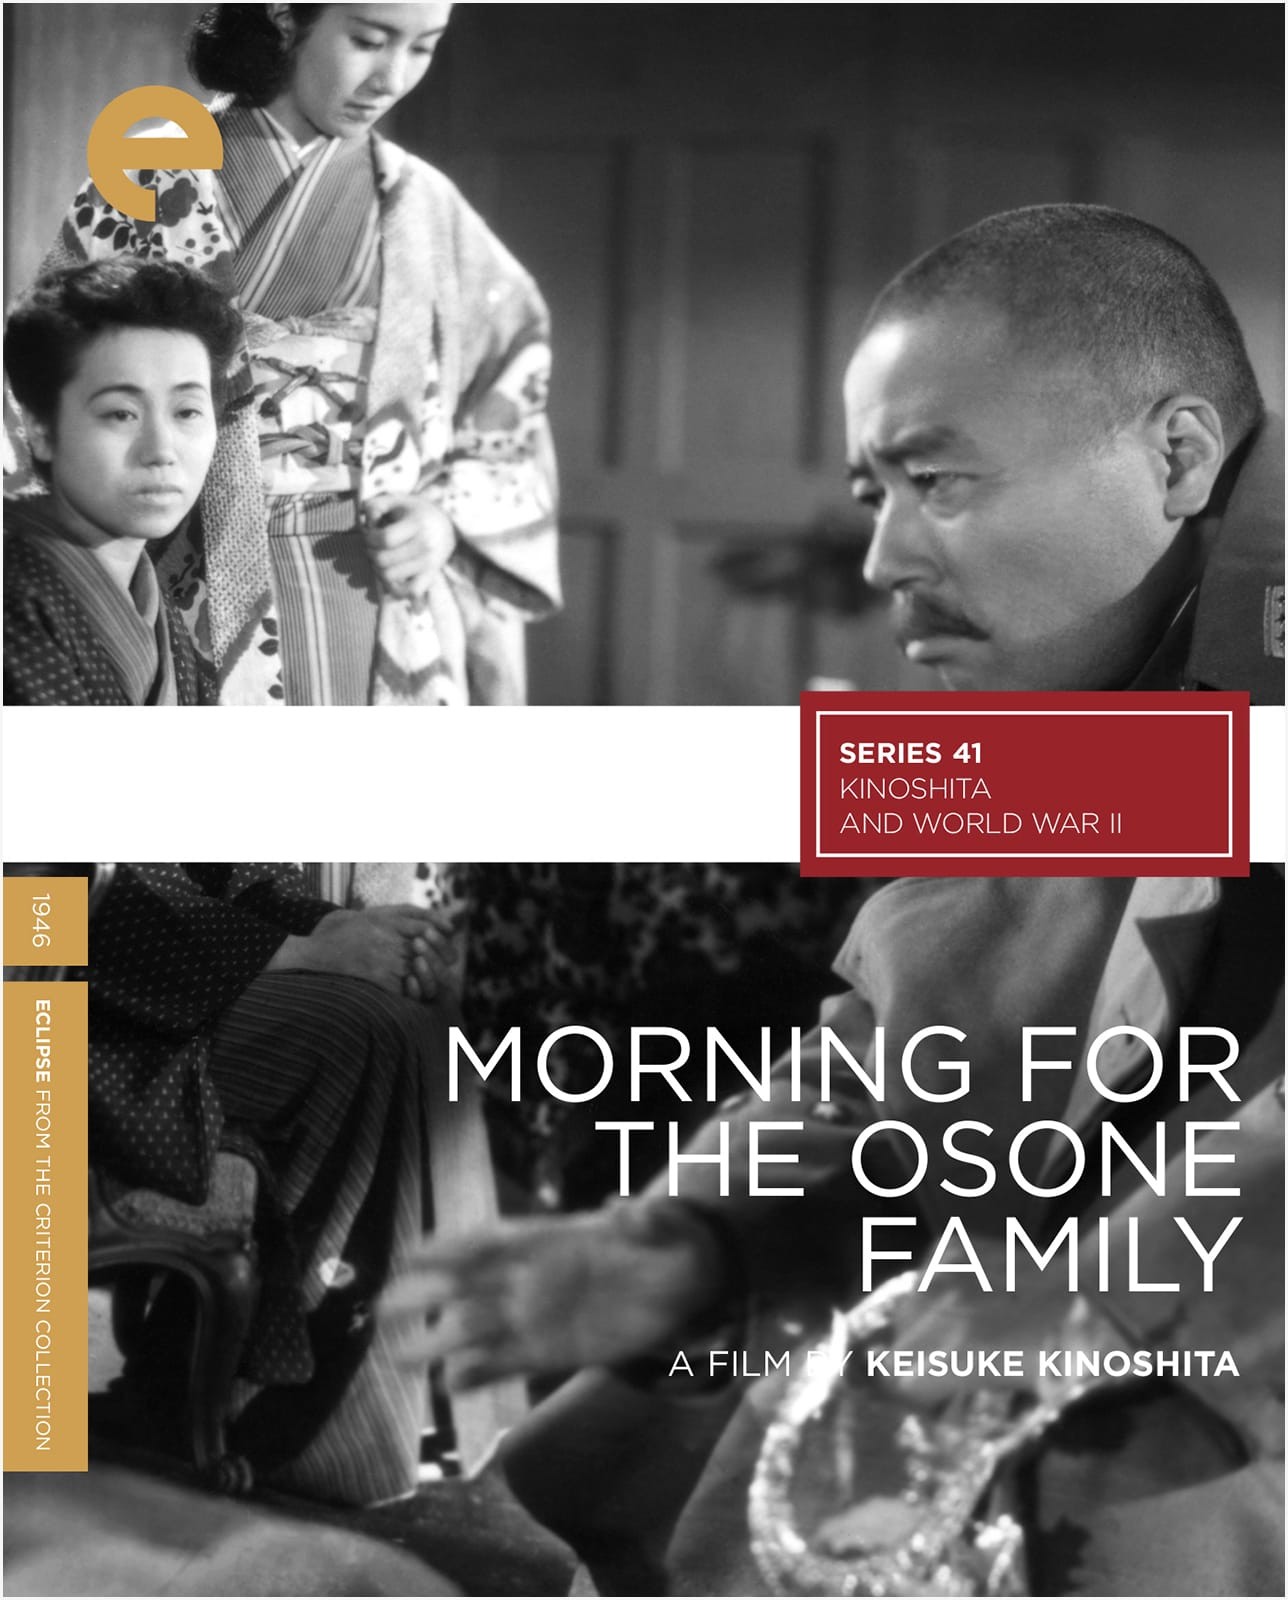 e
SERIES 41
KINOSHITA
AND WORLD WAR II
1946
ECLIPSE FROM THE CRITERION COLLECTION
MORNING FOR
THE OSONE
FAMILY
A FILM BY KEISUKE KINOSHITA